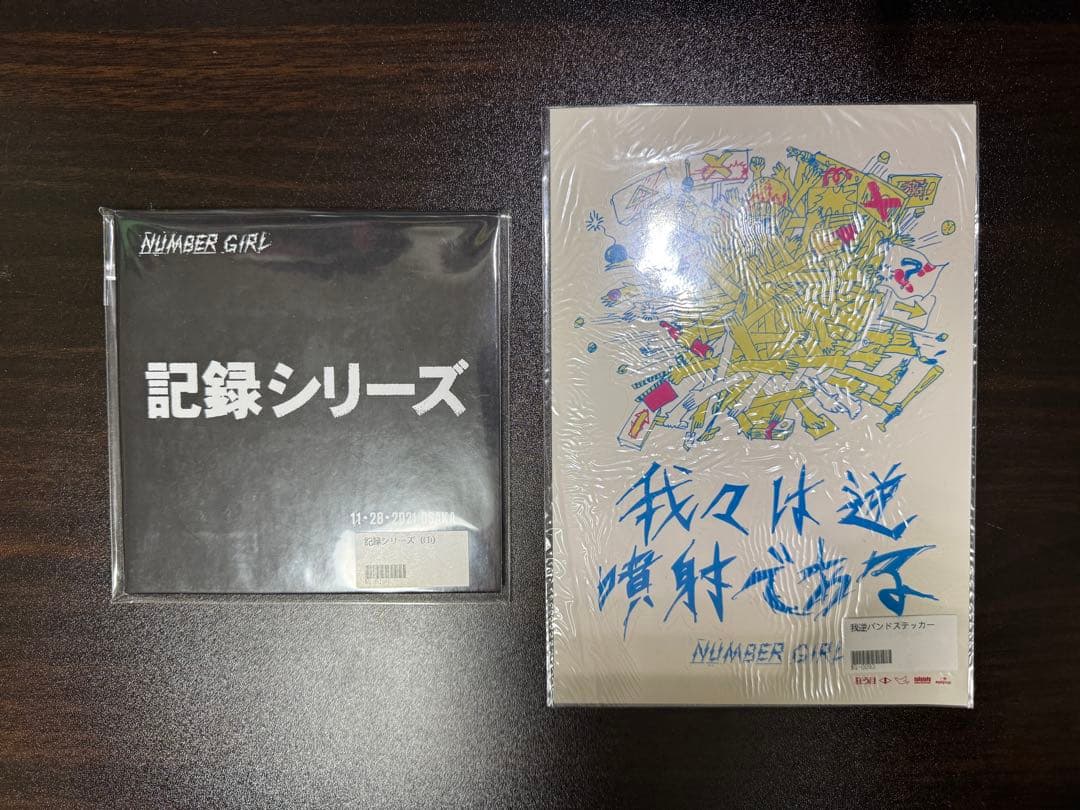 NUMBER GIRL
記録シリーズ
11・28・2021 OSAKA
記録シリーズ
我々は逆
噴射である
NUMBER GIRL
我逆バンドステッカー